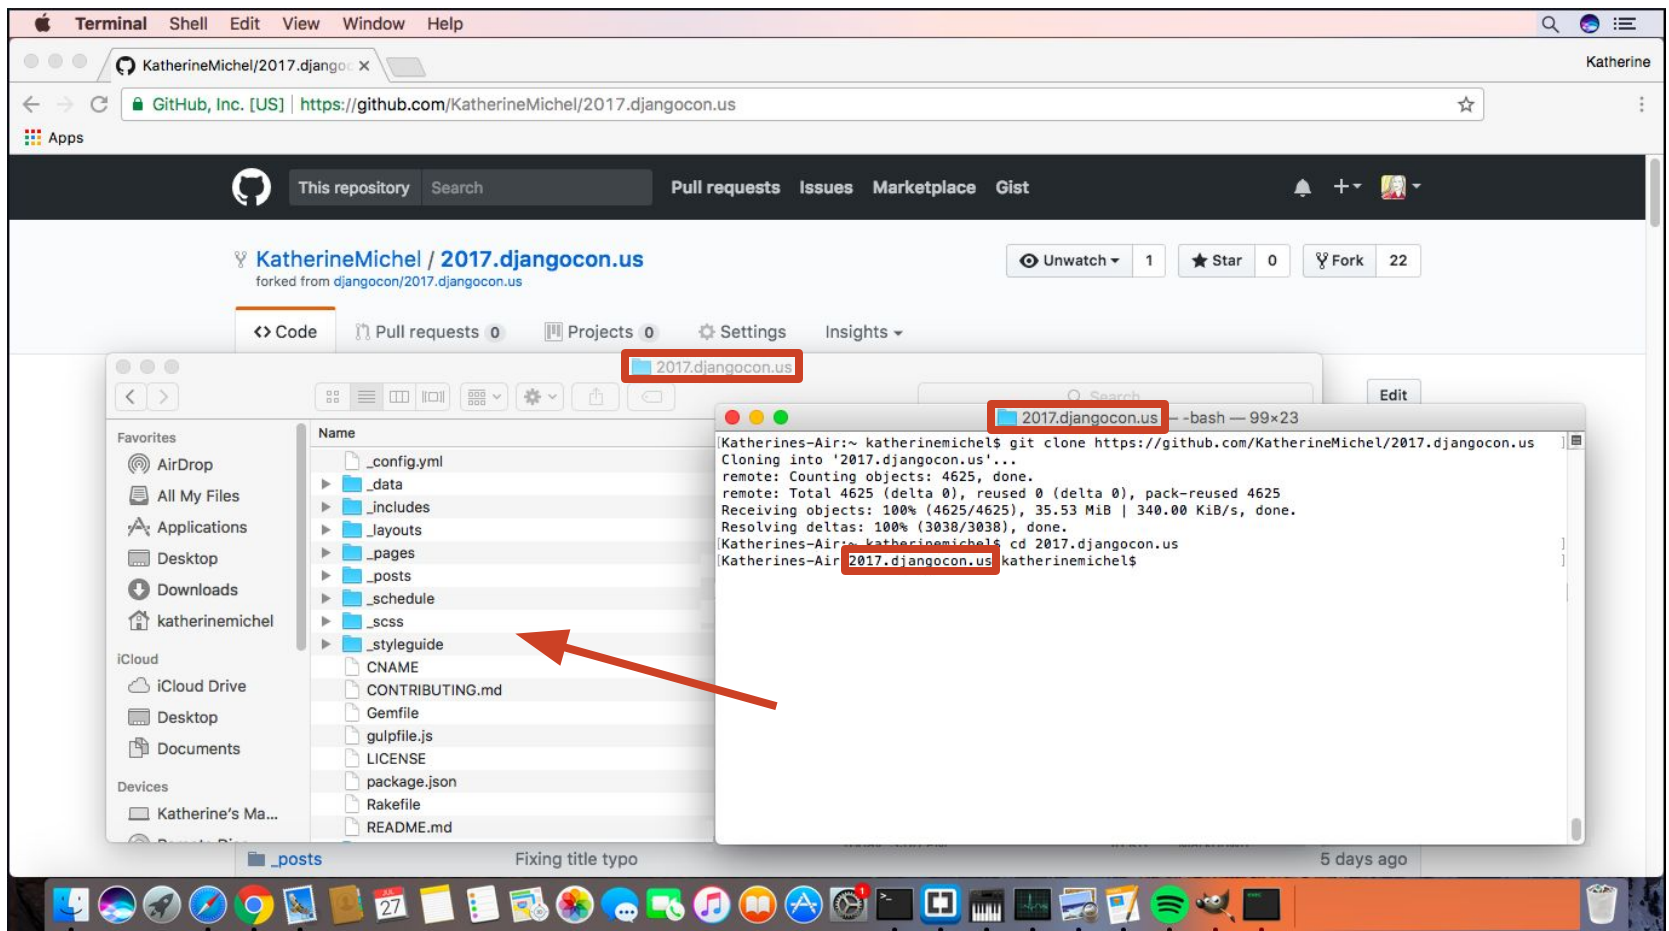 Terminal Shell Edit View Window Help
KatherineMichel/2017.djangoc
Katherine
GitHub, Inc. [US] https://github.com/KatherineMichel/2017.djangocon.us
Apps
This repository Search Pull requests Issues Marketplace Gist
KatherineMichel / 2017.djangocon.us
Unwatch 1 Star 0 Fork 22
forked from djangocon/2017.djangocon.us
Code Pull requests 0 Projects 0 Settings Insights
2017.djangocon.us
Search
Edit
Name
Favorites
AirDrop
All My Files
Applications
Desktop
Downloads
katherinemichel
iCloud
iCloud Drive
Desktop
Documents
Devices
Katherine's Ma...
_config.yml
_data
_includes
_layouts
_pages
_posts
_schedule
_scss
_styleguide
CNAME
CONTRIBUTING.md
Gemfile
gulpfile.js
LICENSE
package.json
Rakefile
README.md
2017.djangocon.us — -bash — 99×23
[Katherines-Air:~ katherinemichel$ git clone https://github.com/KatherineMichel/2017.djangocon.us ]
Cloning into '2017.djangocon.us'...
remote: Counting objects: 4625, done.
remote: Total 4625 (delta 0), reused 0 (delta 0), pack-reused 4625
Receiving objects: 100% (4625/4625), 35.53 MiB | 340.00 KiB/s, done.
Resolving deltas: 100% (3038/3038), done.
[Katherines-Air:~ katherinemichel$ cd 2017.djangocon.us ]
[Katherines-Air 2017.djangocon.us katherinemichel$ ]
_posts Fixing title typo 5 days ago
JUL
27
1